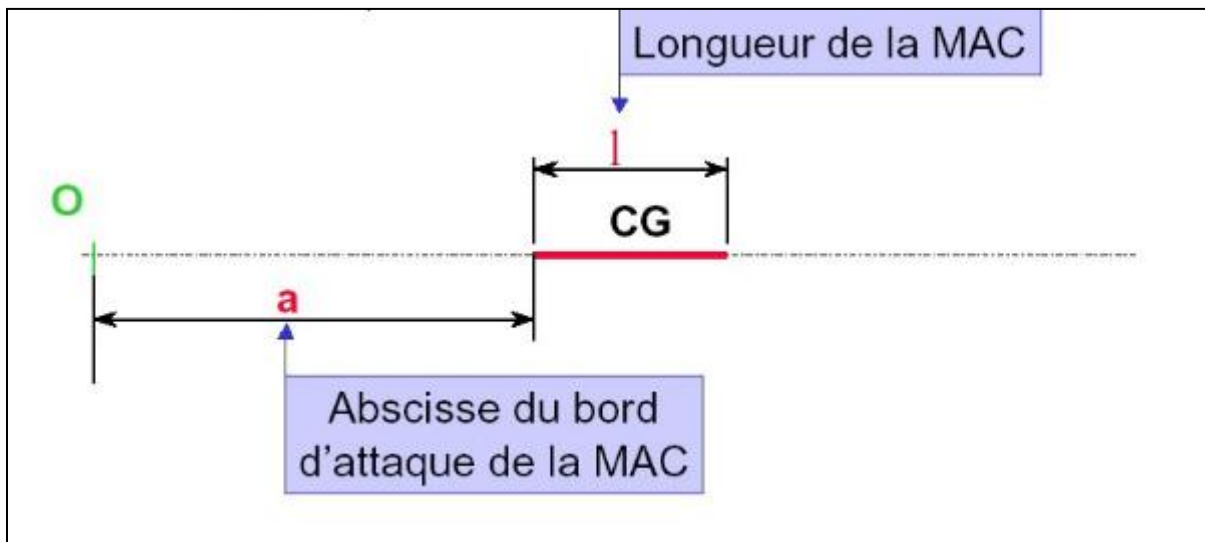 Longueur de la MAC
l
O
CG
a
Abscisse du bord
d'attaque de la MAC